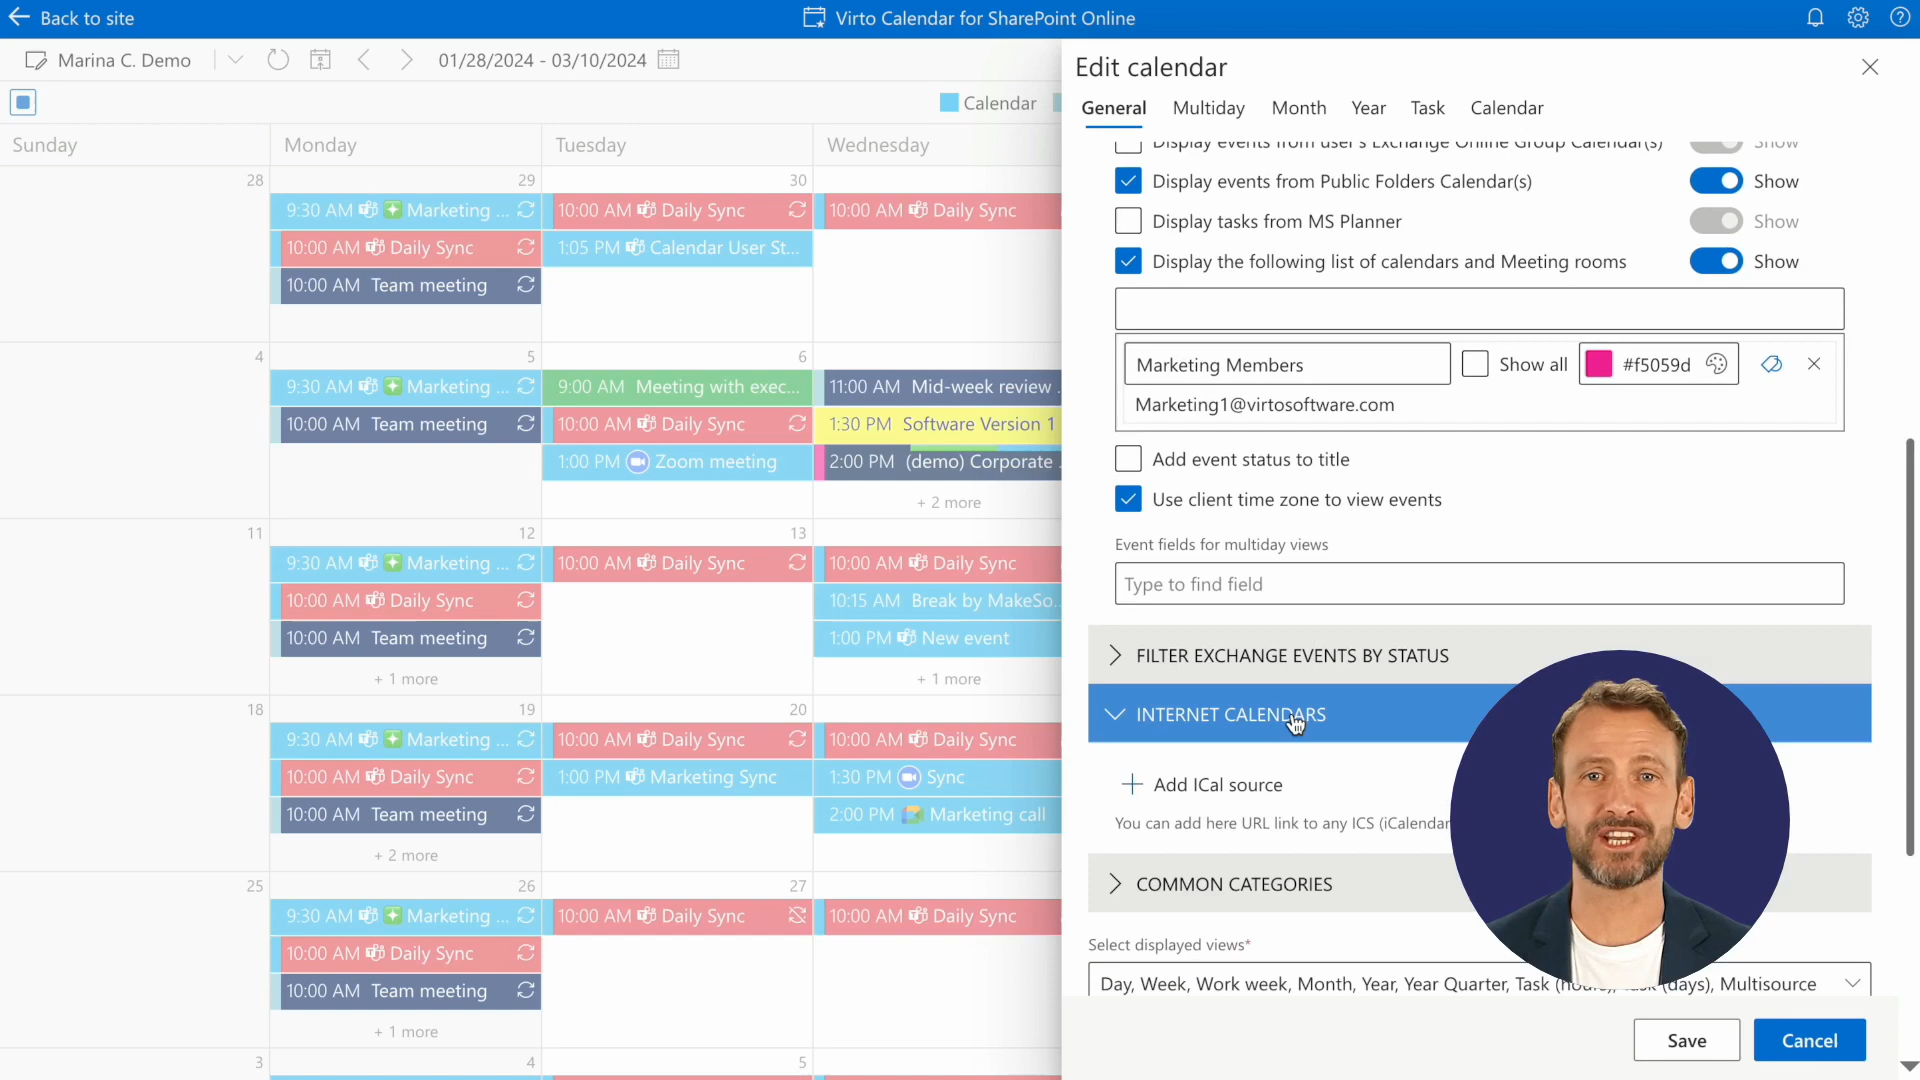 Back to site
Virto Calendar for SharePoint Online
Marina C. Demo
01/28/2024 - 03/10/2024
Calendar
Sunday
Monday
Tuesday
Wednesday
28
29
30
9:30 AM Marketing ...
10:00 AM Daily Sync
10:00 AM Daily Sync
10:00 AM Daily Sync
1:05 PM Calendar User St...
10:00 AM Team meeting
4
5
6
9:30 AM Marketing ...
9:00 AM Meeting with exec...
11:00 AM Mid-week review .
10:00 AM Team meeting
10:00 AM Daily Sync
1:30 PM Software Version 1
1:00 PM Zoom meeting
2:00 PM (demo) Corporate .
+ 2 more
11
12
13
9:30 AM Marketing ...
10:00 AM Daily Sync
10:00 AM Daily Sync
10:00 AM Daily Sync
10:15 AM Break by MakeSo..
10:00 AM Team meeting
1:00 PM New event
+ 1 more
+ 1 more
18
19
20
9:30 AM Marketing ...
10:00 AM Daily Sync
10:00 AM Daily Sync
10:00 AM Daily Sync
1:00 PM Marketing Sync
1:30 PM Sync
10:00 AM Team meeting
2:00 PM Marketing call
+ 2 more
25
26
27
9:30 AM Marketing ...
10:00 AM Daily Sync
10:00 AM Daily Sync
10:00 AM Daily Sync
10:00 AM Team meeting
+ 1 more
3
4
5
Edit calendar
General Multiday Month Year Task Calendar
Display events from user's Exchange Online Group Calendar(s) Show
Display events from Public Folders Calendar(s) Show
Display tasks from MS Planner Show
Display the following list of calendars and Meeting rooms Show
Marketing Members Show all #f5059d
Marketing1@virtosoftware.com
Add event status to title
Use client time zone to view events
Event fields for multiday views
Type to find field
FILTER EXCHANGE EVENTS BY STATUS
INTERNET CALENDARS
Add ICal source
You can add here URL link to any ICS (iCalendar
COMMON CATEGORIES
Select displayed views*
Day, Week, Work week, Month, Year, Year Quarter, Task (days), Multisource
Save Cancel